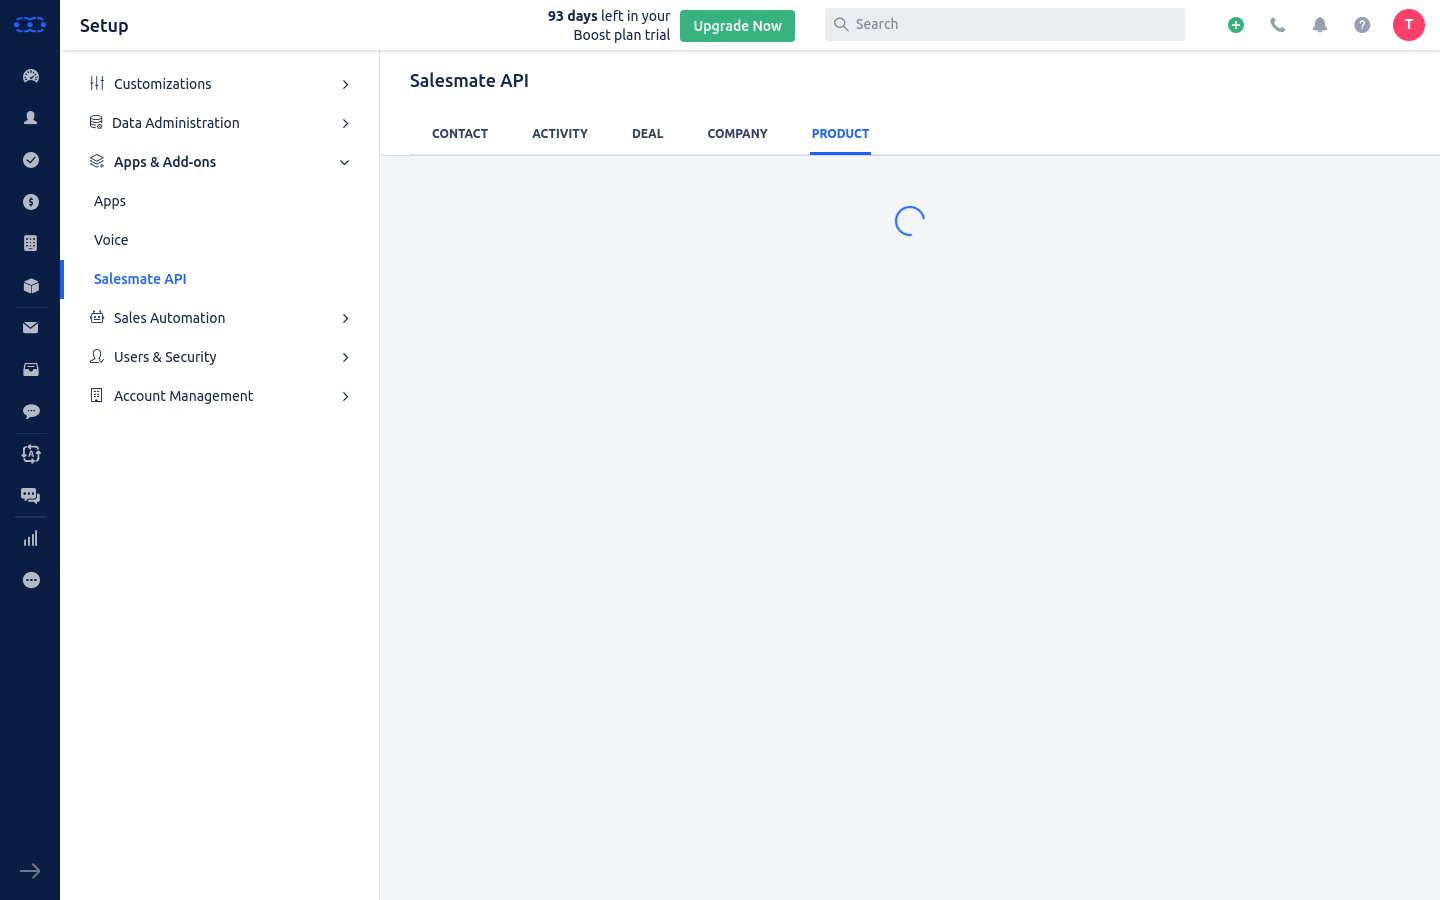 Setup
93 days left in your
Boost plan trial
Upgrade Now
Search
T
Customizations
Data Administration
Apps & Add-ons
Apps
Voice
Salesmate API
Sales Automation
Users & Security
Account Management
Salesmate API
CONTACT
ACTIVITY
DEAL
COMPANY
PRODUCT